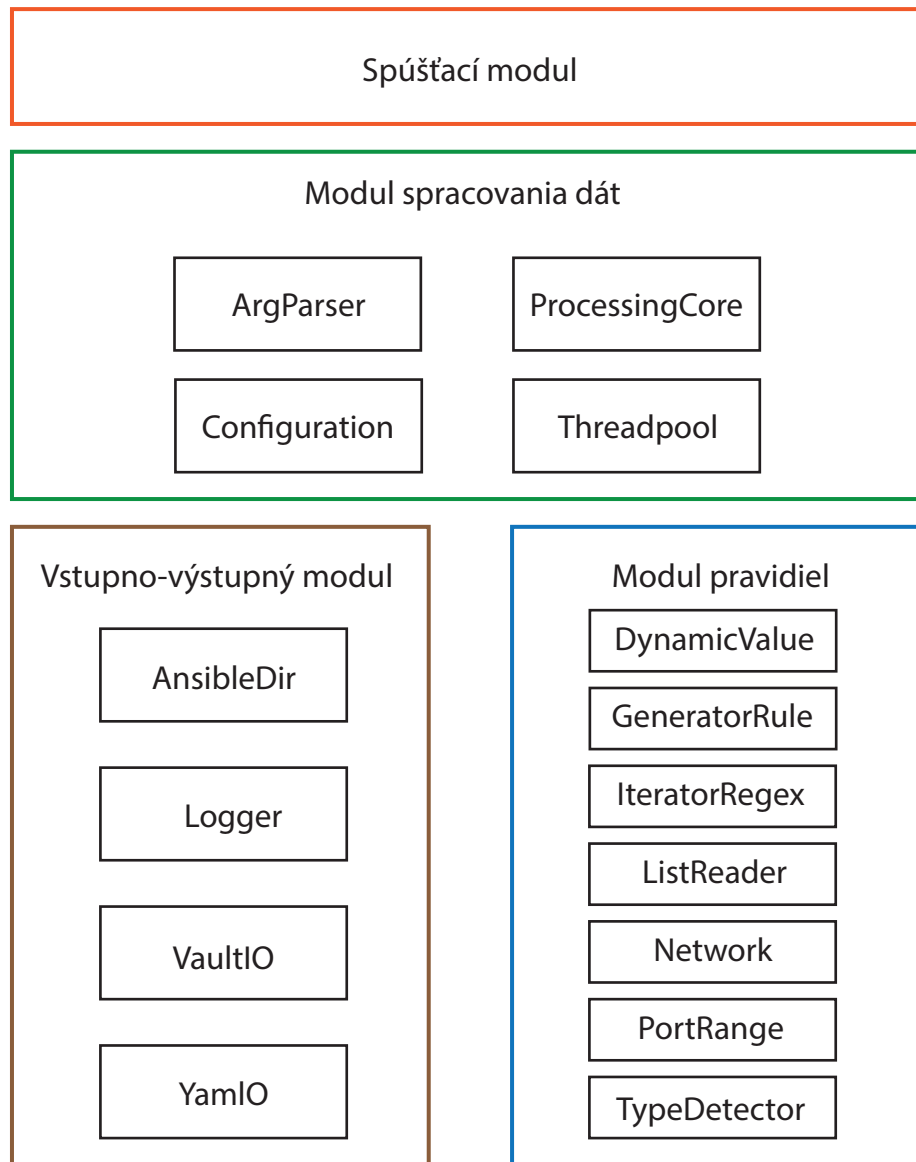 Spúšťací modul
Modul spracovania dát
ArgParser
ProcessingCore
Configuration
Threadpool
Vstupno-výstupný modul
AnsibleDir
Logger
VaultIO
YamlO
Modul pravidiel
DynamicValue
GeneratorRule
IteratorRegex
ListReader
Network
PortRange
TypeDetector